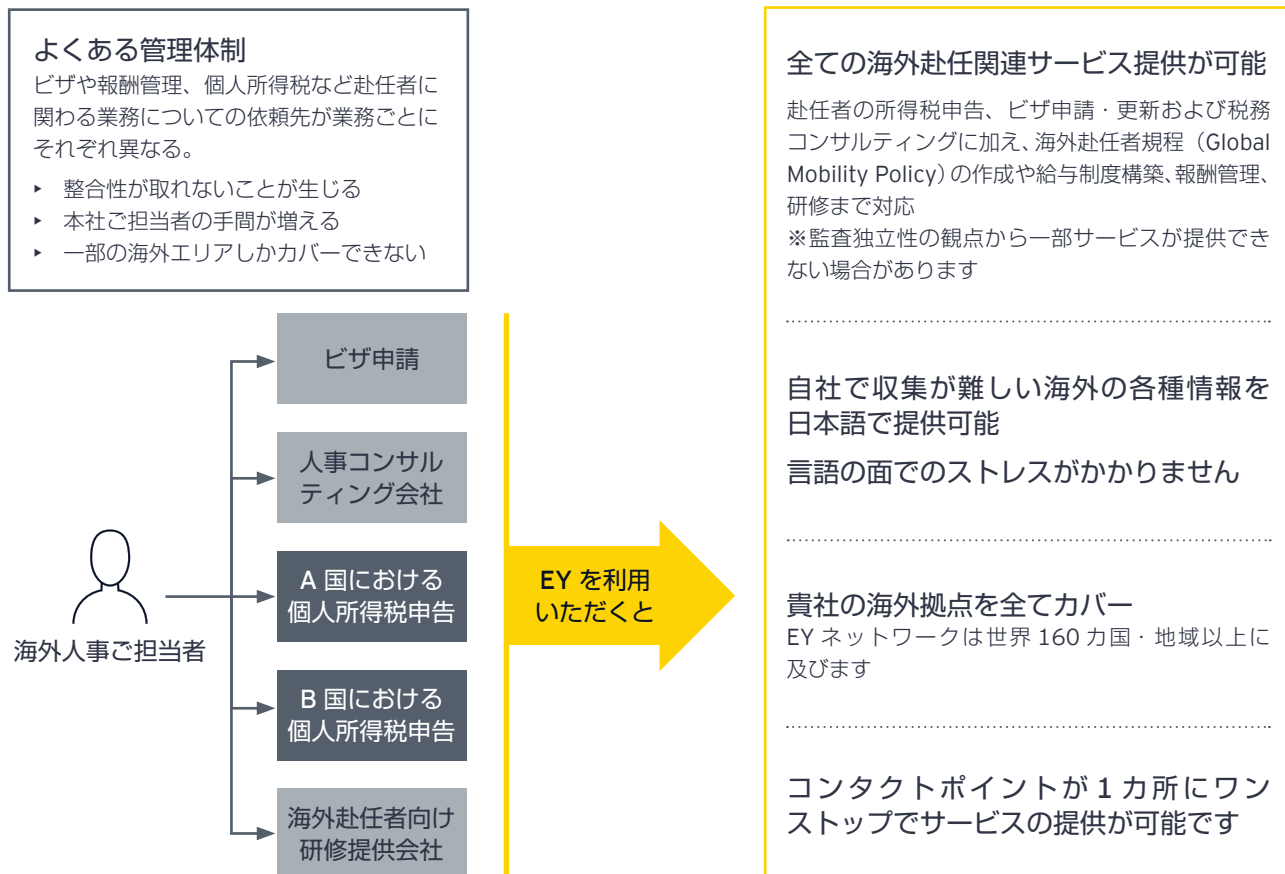 よくある管理体制
ビザや報酬管理、個人所得税など赴任者に
関わる業務についての依頼先が業務ごとに
それぞれ異なる。
▸ 整合性が取れないことが生じる
▸ 本社ご担当者の手間が増える
▸ 一部の海外エリアしかカバーできない
海外人事ご担当者
ビザ申請
人事コンサル
ティング会社
A 国における
個人所得税申告
B 国における
個人所得税申告
海外赴任者向け
研修提供会社
EY を利用
いただくと
全ての海外赴任関連サービス提供が可能
赴任者の所得税申告、ビザ申請・更新および税務
コンサルティングに加え、海外赴任者規程（Global
Mobility Policy）の作成や給与制度構築、報酬管理、
研修まで対応
※監査独立性の観点から一部サービスが提供でき
ない場合があります
自社で収集が難しい海外の各種情報を
日本語で提供可能
言語の面でのストレスがかかりません
貴社の海外拠点を全てカバー
EY ネットワークは世界 160 カ国・地域以上に
及びます
コンタクトポイントが 1 カ所にワン
ストップでサービスの提供が可能です